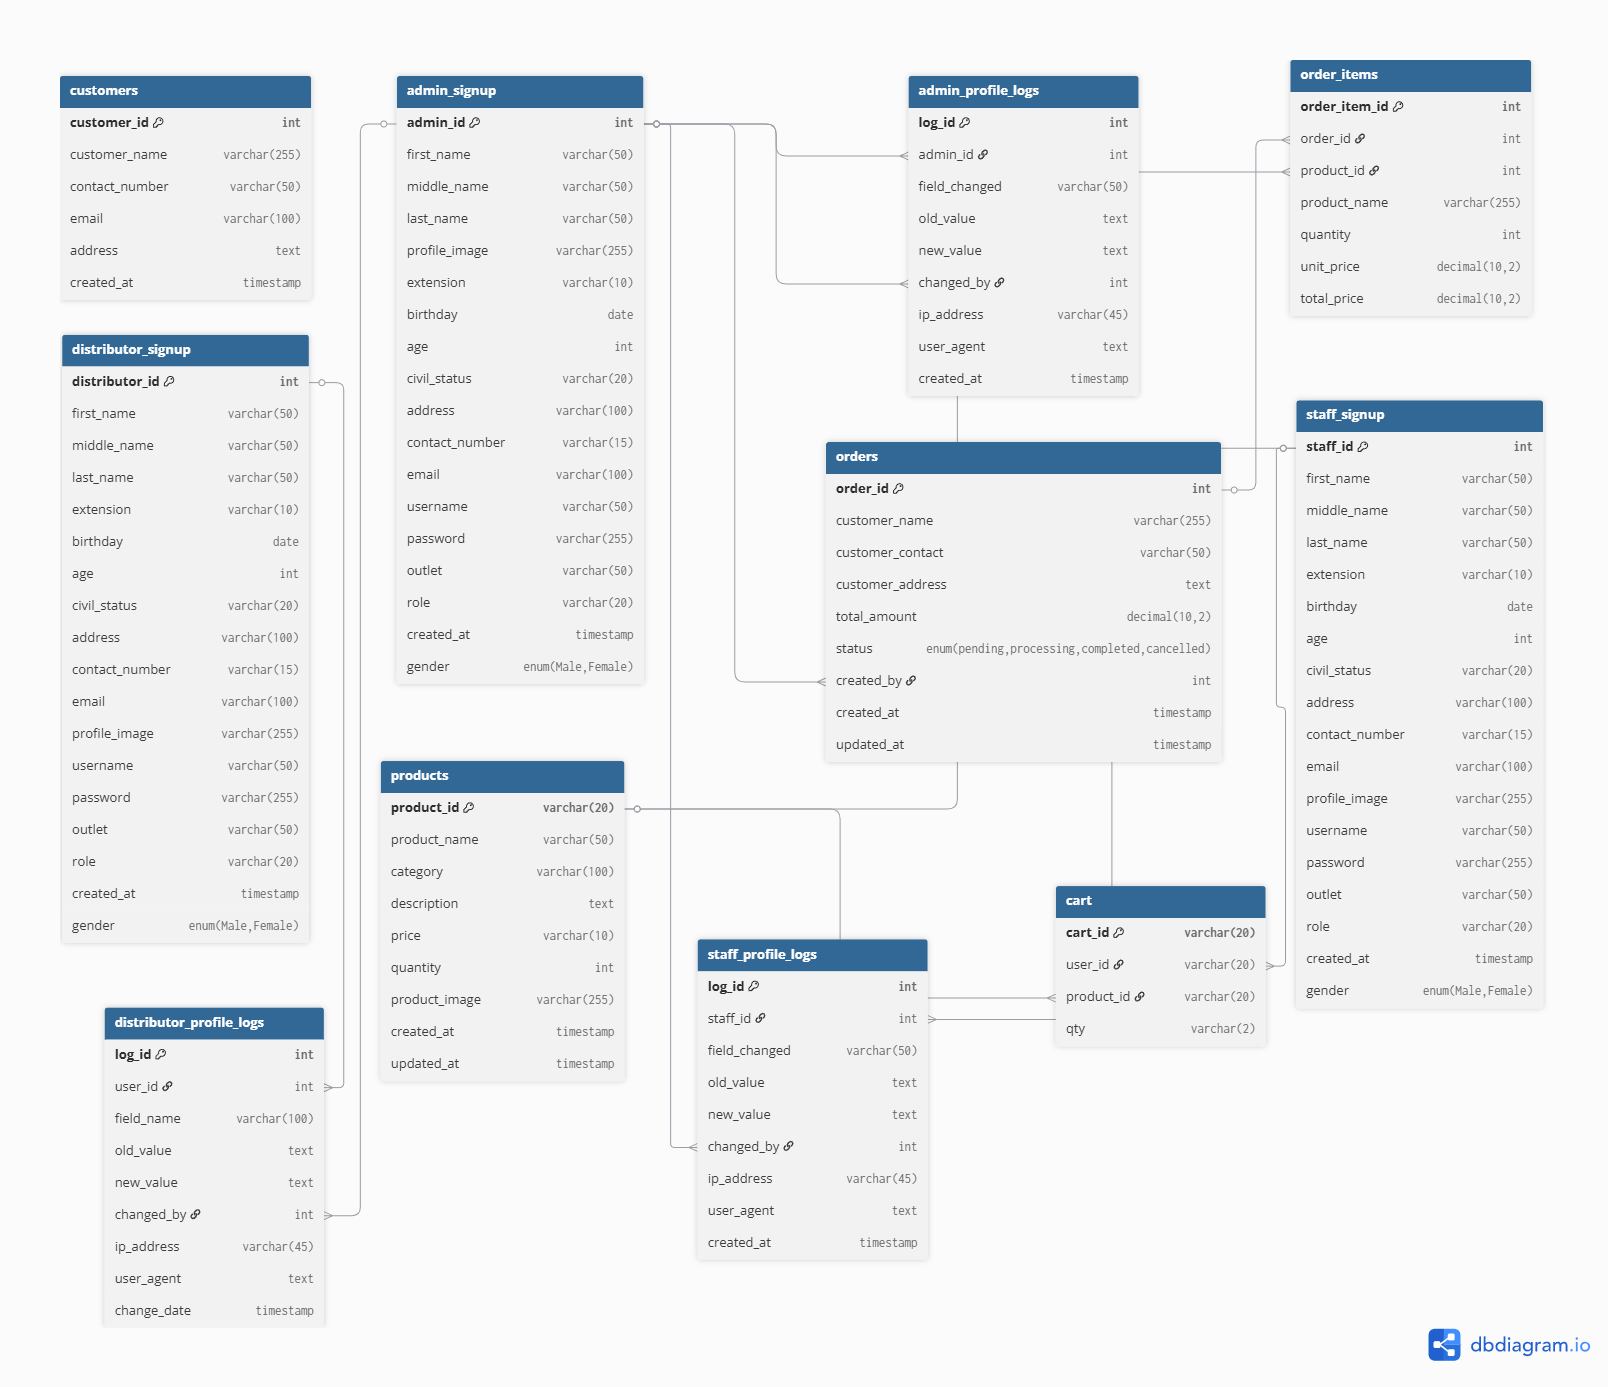 customers
customer_id int
customer_name varchar(255)
contact_number varchar(50)
email varchar(100)
address text
created_at timestamp
distributor_signup
distributor_id int
first_name varchar(50)
middle_name varchar(50)
last_name varchar(50)
extension varchar(10)
birthday date
age int
civil_status varchar(20)
address varchar(100)
contact_number varchar(15)
email varchar(100)
profile_image varchar(255)
username varchar(50)
password varchar(255)
outlet varchar(50)
role varchar(20)
created_at timestamp
gender enum(Male,Female)
distributor_profile_logs
log_id int
user_id int
field_name varchar(100)
old_value text
new_value text
changed_by int
ip_address varchar(45)
user_agent text
change_date timestamp
admin_signup
admin_id int
first_name varchar(50)
middle_name varchar(50)
last_name varchar(50)
profile_image varchar(255)
extension varchar(10)
birthday date
age int
civil_status varchar(20)
address varchar(100)
contact_number varchar(15)
email varchar(100)
username varchar(50)
password varchar(255)
outlet varchar(50)
role varchar(20)
created_at timestamp
gender enum(Male,Female)
products
product_id varchar(20)
product_name varchar(50)
category varchar(100)
description text
price varchar(10)
quantity int
product_image varchar(255)
created_at timestamp
updated_at timestamp
admin_profile_logs
log_id int
admin_id int
field_changed varchar(50)
old_value text
new_value text
changed_by int
ip_address varchar(45)
user_agent text
created_at timestamp
orders
order_id int
customer_name varchar(255)
customer_contact varchar(50)
customer_address text
total_amount decimal(10,2)
status enum(pending,processing,completed,cancelled)
created_by int
created_at timestamp
updated_at timestamp
staff_profile_logs
log_id int
staff_id int
field_changed varchar(50)
old_value text
new_value text
changed_by int
ip_address varchar(45)
user_agent text
created_at timestamp
cart
cart_id varchar(20)
user_id varchar(20)
product_id varchar(20)
qty varchar(2)
order_items
order_item_id int
order_id int
product_id int
product_name varchar(255)
quantity int
unit_price decimal(10,2)
total_price decimal(10,2)
staff_signup
staff_id int
first_name varchar(50)
middle_name varchar(50)
last_name varchar(50)
extension varchar(10)
birthday date
age int
civil_status varchar(20)
address varchar(100)
contact_number varchar(15)
email varchar(100)
profile_image varchar(255)
username varchar(50)
password varchar(255)
outlet varchar(50)
role varchar(20)
created_at timestamp
gender enum(Male,Female)
dbdiagram.io